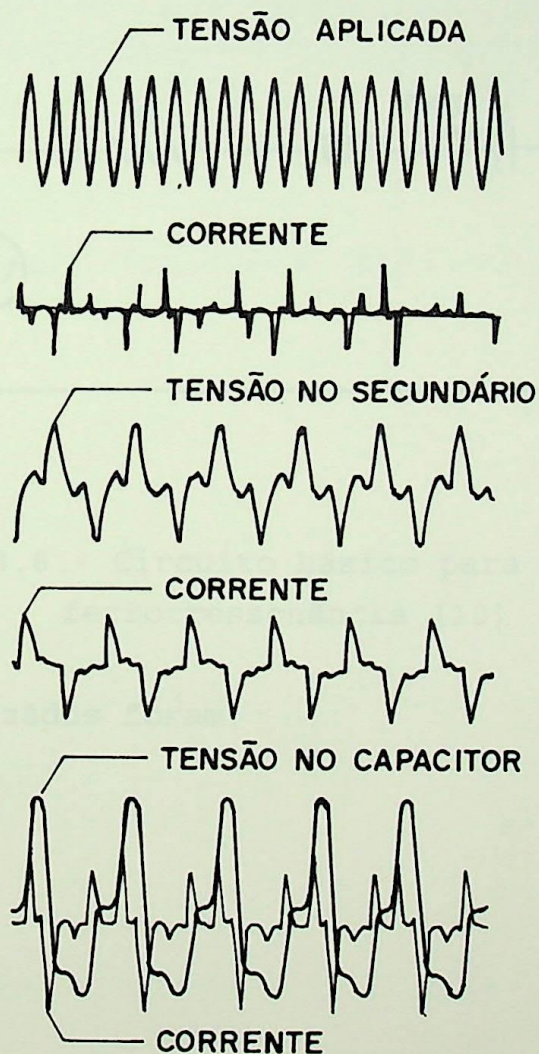 TENSÃO APLICADA
CORRENTE
TENSÃO NO SECUNDÁRIO
CORRENTE
TENSÃO NO CAPACITOR
CORRENTE